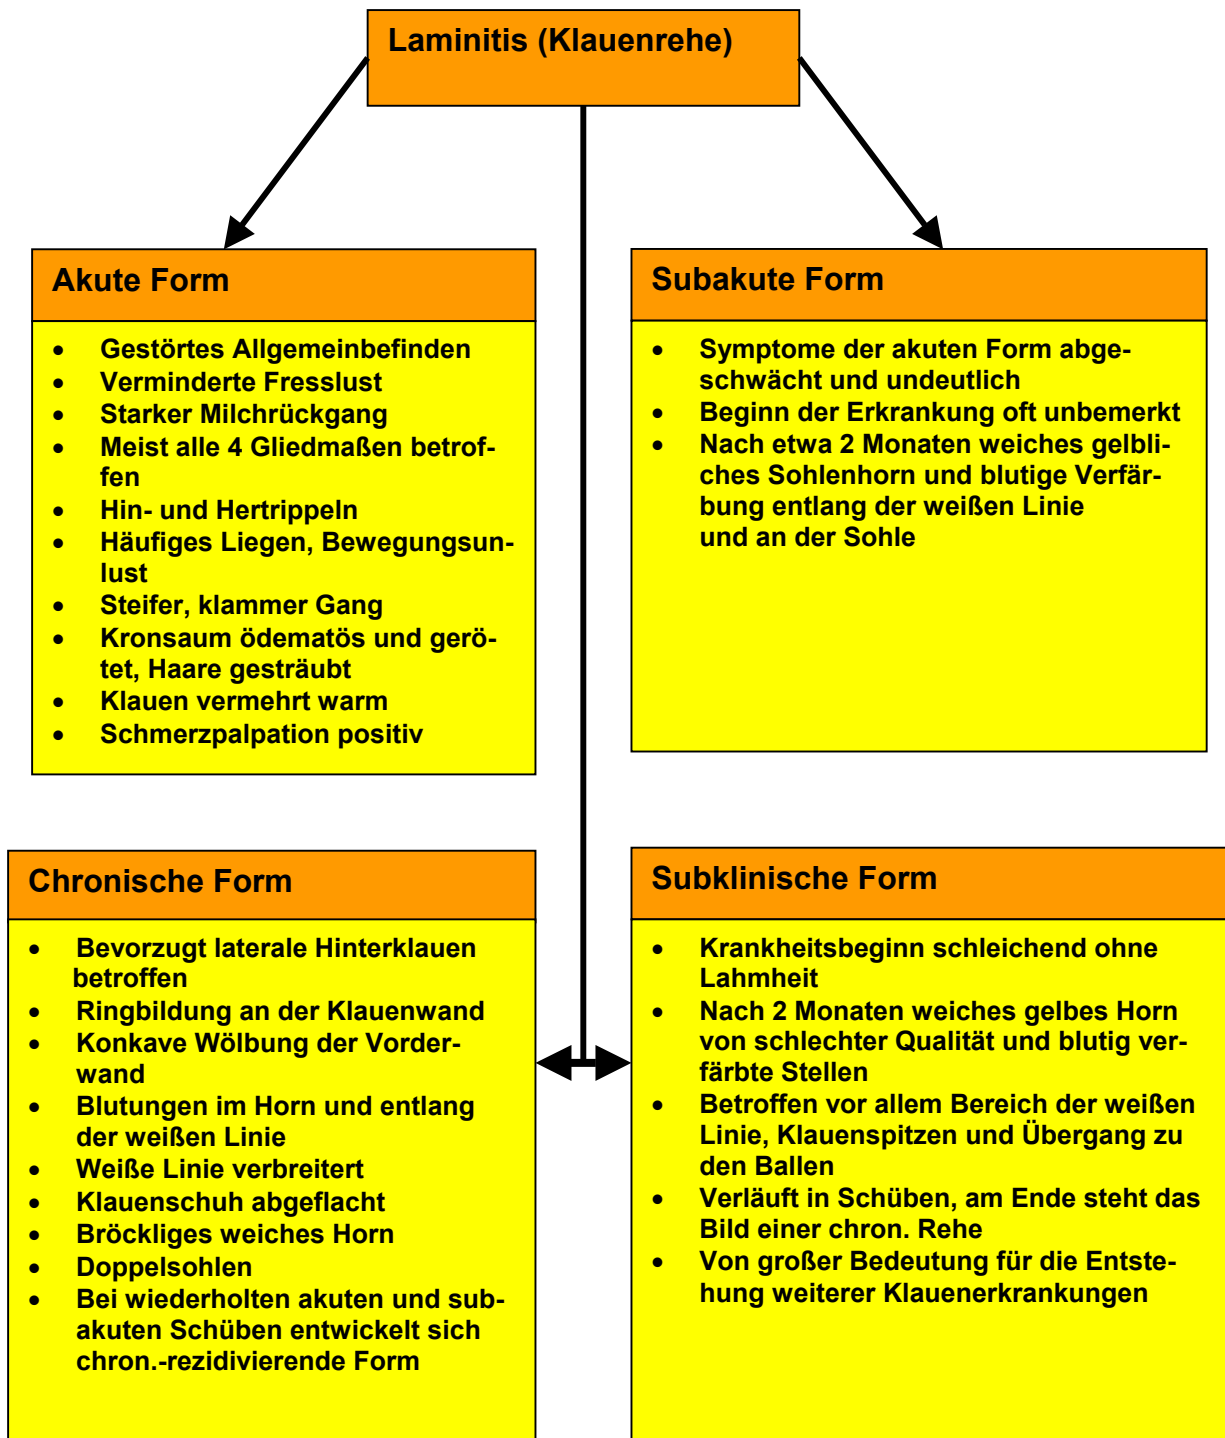 Laminitis (Klauenrehe)
Akute Form
• Gestörtes Allgemeinbefinden
• Verminderte Fresslust
• Starker Milchrückgang
• Meist alle 4 Gliedmaßen betrof-
fen
• Hin- und Hertrippeln
• Häufiges Liegen, Bewegungsun-
lust
• Steifer, klammer Gang
• Kronsaum ödematös und gerö-
tet, Haare gesträubt
• Klauen vermehrt warm
• Schmerzpalpation positiv
Subakute Form
• Symptome der akuten Form abge-
schwächt und undeutlich
• Beginn der Erkrankung oft unbemerkt
• Nach etwa 2 Monaten weiches gelbli-
ches Sohlenhorn und blutige Verfär-
bung entlang der weißen Linie
und an der Sohle
Chronische Form
• Bevorzugt laterale Hinterklauen
betroffen
• Ringbildung an der Klauenwand
• Konkave Wölbung der Vorder-
wand
• Blutungen im Horn und entlang
der weißen Linie
• Weiße Linie verbreitert
• Klauenschuh abgeflacht
• Bröckliges weiches Horn
• Doppelsohlen
• Bei wiederholten akuten und sub-
akuten Schüben entwickelt sich
chron.-rezidivierende Form
Subklinische Form
• Krankheitsbeginn schleichend ohne
Lahmheit
• Nach 2 Monaten weiches gelbes Horn
von schlechter Qualität und blutig ver-
färbte Stellen
• Betroffen vor allem Bereich der weißen
Linie, Klauenspitzen und Übergang zu
den Ballen
• Verläuft in Schüben, am Ende steht das
Bild einer chron. Rehe
• Von großer Bedeutung für die Entste-
hung weiterer Klauenerkrankungen